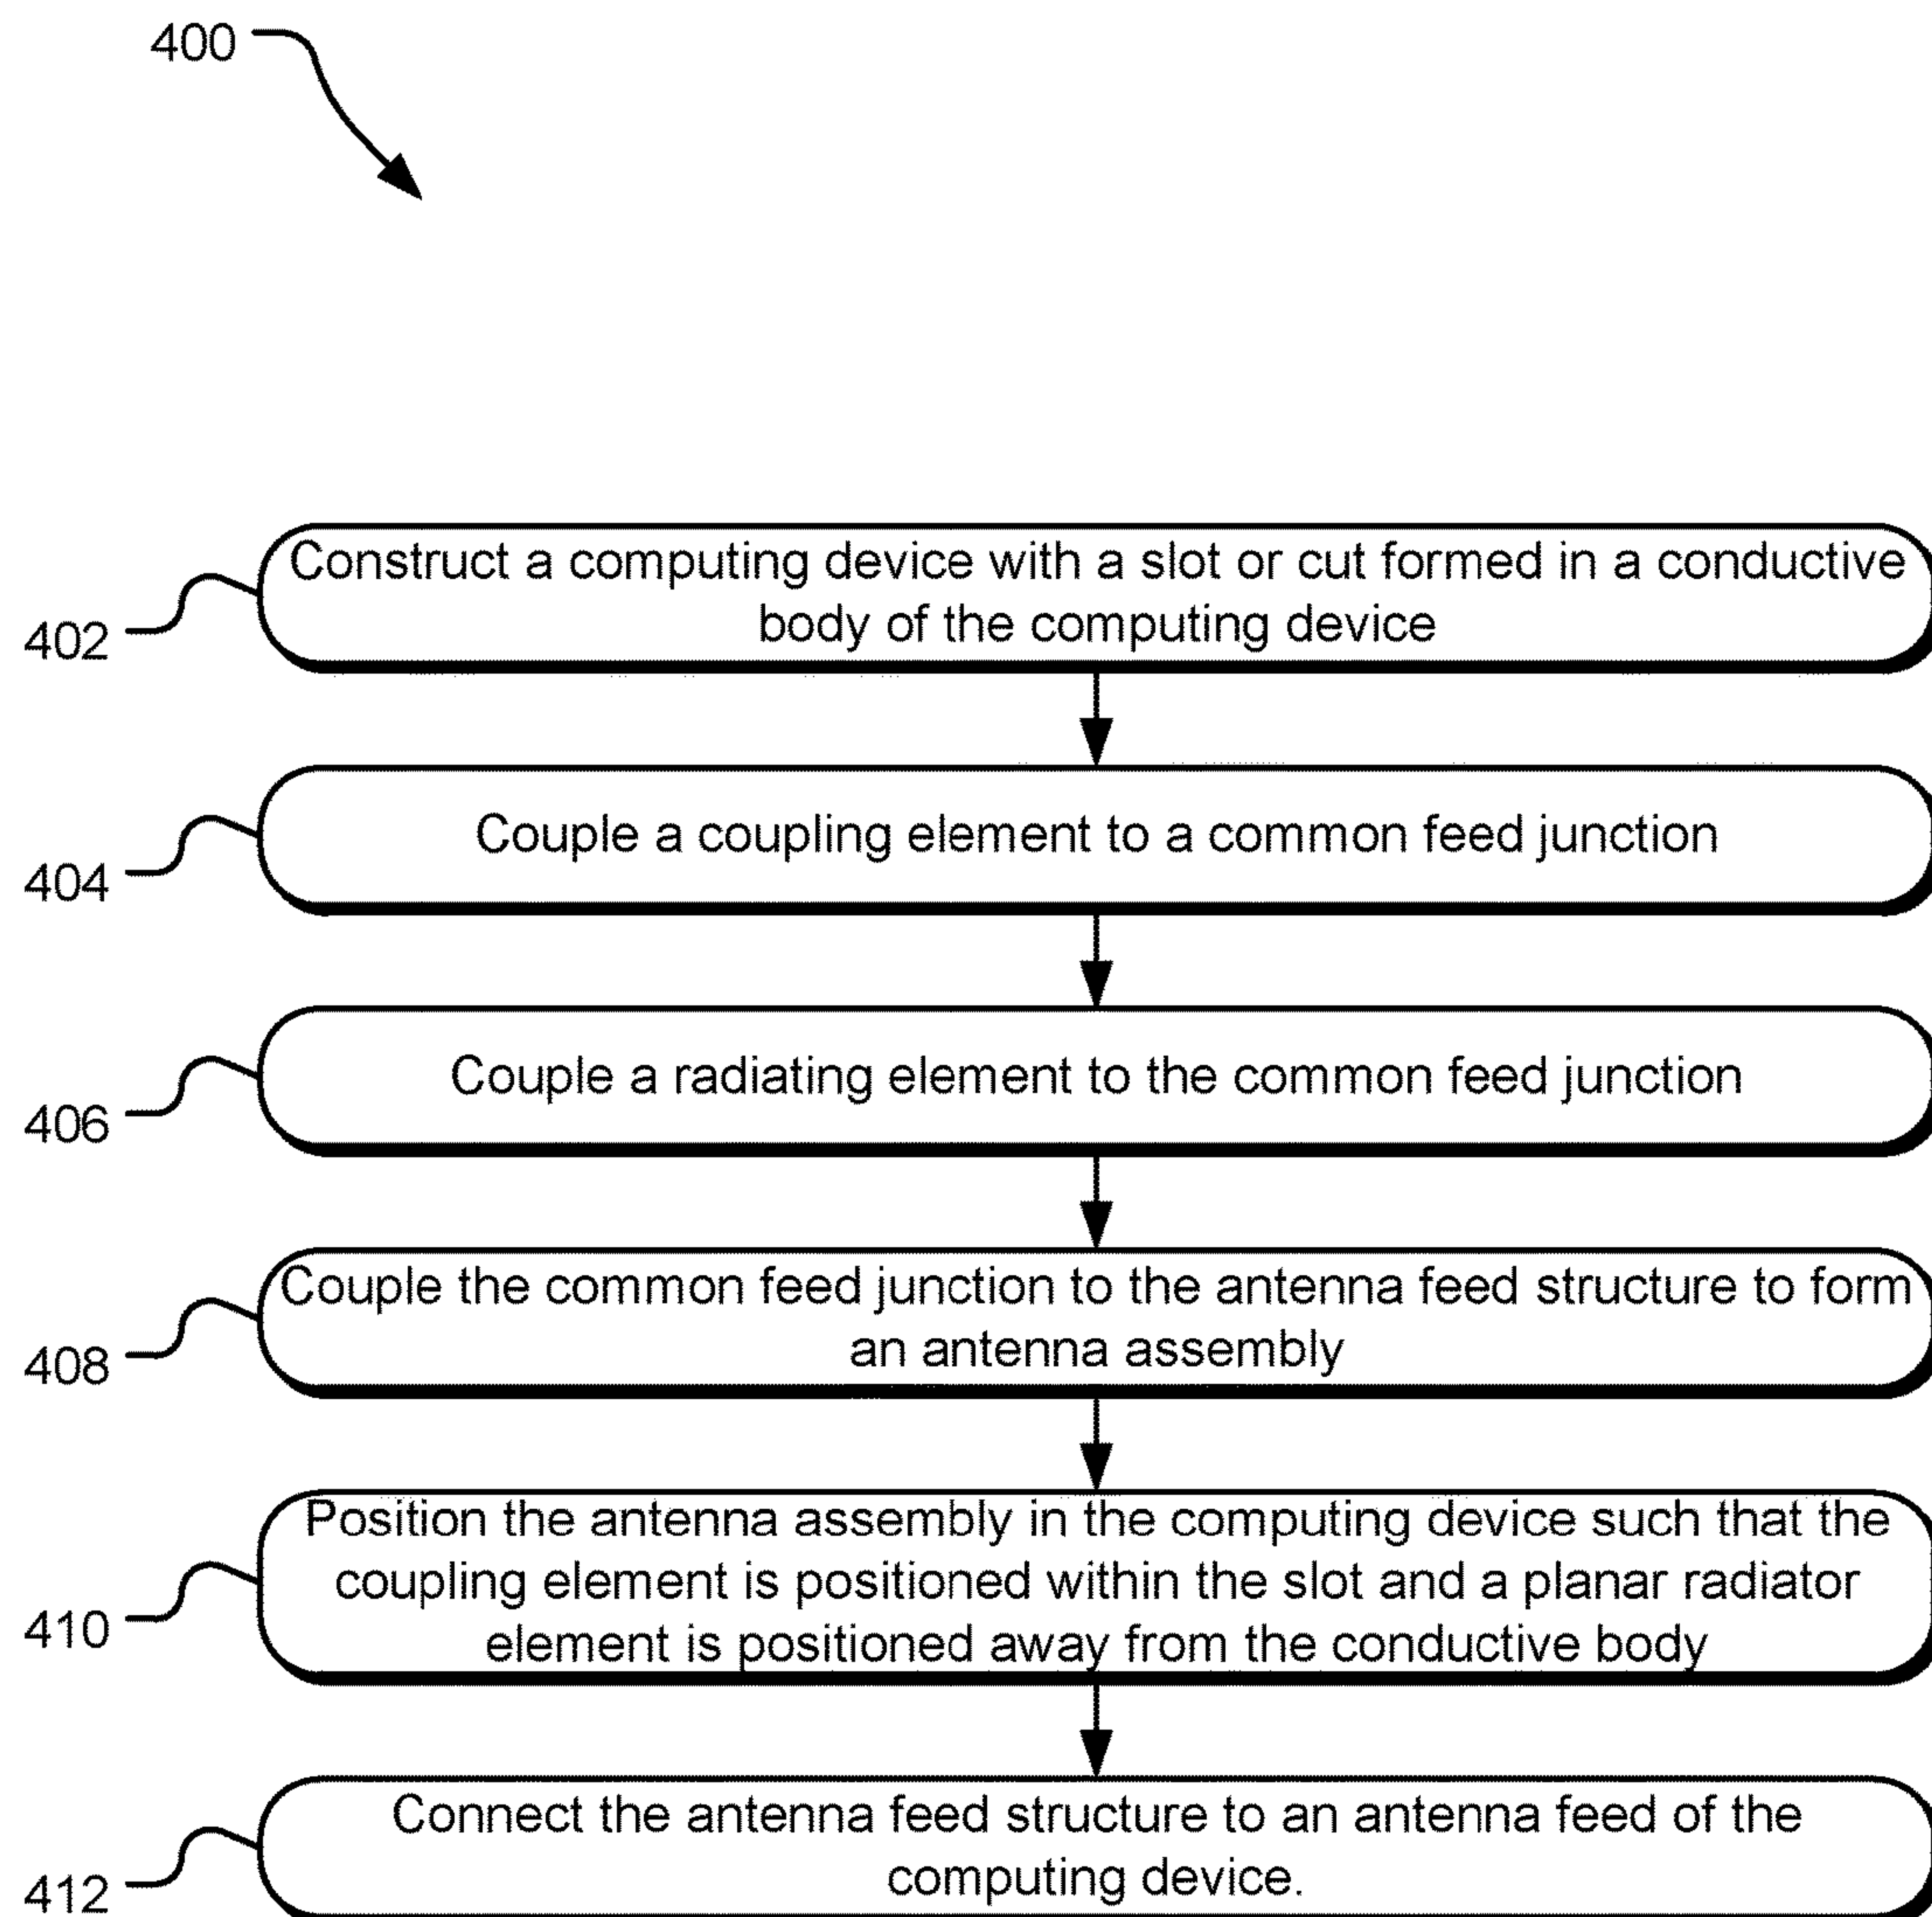 400
Construct a computing device with a slot or cut formed in a conductive
body of the computing device
402
Couple a coupling element to a common feed junction
404
Couple a radiating element to the common feed junction
406
Couple the common feed junction to the antenna feed structure to form
an antenna assembly
408
Position the antenna assembly in the computing device such that the
coupling element is positioned within the slot and a planar radiator
element is positioned away from the conductive body
410
Connect the antenna feed structure to an antenna feed of the
computing device.
412